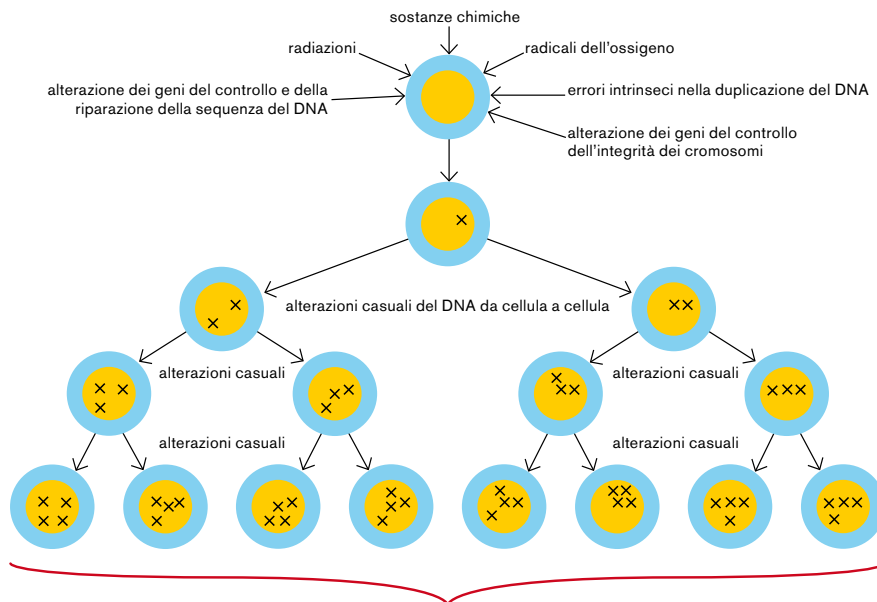 sostanze chimiche
radiazioni
radicali dell'ossigeno
alterazione dei geni del controllo e della
riparazione della sequenza del DNA
errori intrinseci nella duplicazione del DNA
alterazione dei geni del controllo
dell'integrità dei cromosomi
alterazioni casuali del DNA da cellula a cellula
alterazioni casuali
alterazioni casuali
alterazioni casuali
alterazioni casuali